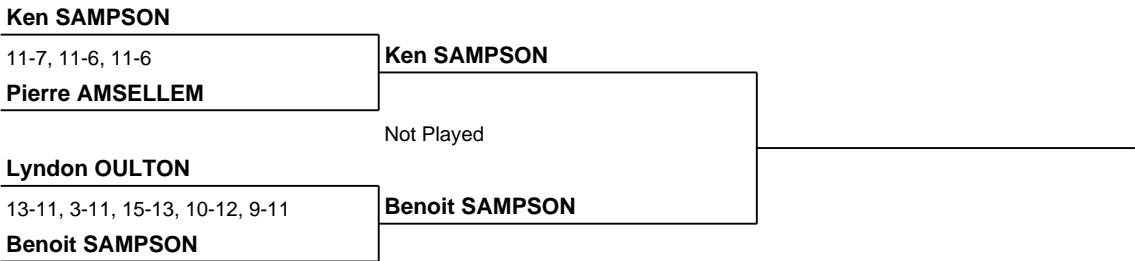 Ken SAMPSON
11-7, 11-6, 11-6
Pierre AMSELLEM
Ken SAMPSON
Not Played
Lyndon OULTON
13-11, 3-11, 15-13, 10-12, 9-11
Benoit SAMPSON
Benoit SAMPSON